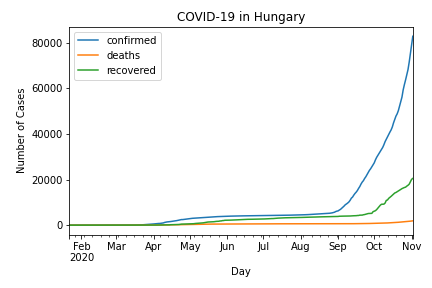 COVID-19 in Hungary
confirmed
deaths
recovered
Number of Cases
80000
60000
40000
20000
0
Feb Mar Apr May Jun Jul Aug Sep Oct Nov
2020
Day